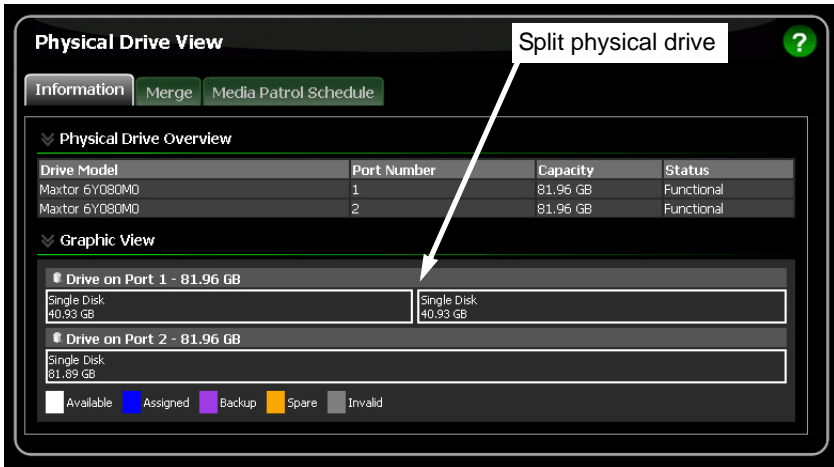 Physical Drive View
Split physical drive
?
Information Merge Media Patrol Schedule
Physical Drive Overview
Drive Model Port Number Capacity Status
Maxtor 6Y080M0 1 81.96 GB Functional
Maxtor 6Y080M0 2 81.96 GB Functional
Graphic View
Drive on Port 1 - 81.96 GB
Single Disk Single Disk
40.93 GB 40.93 GB
Drive on Port 2 - 81.96 GB
Single Disk
81.89 GB
Available Assigned Backup Spare Invalid